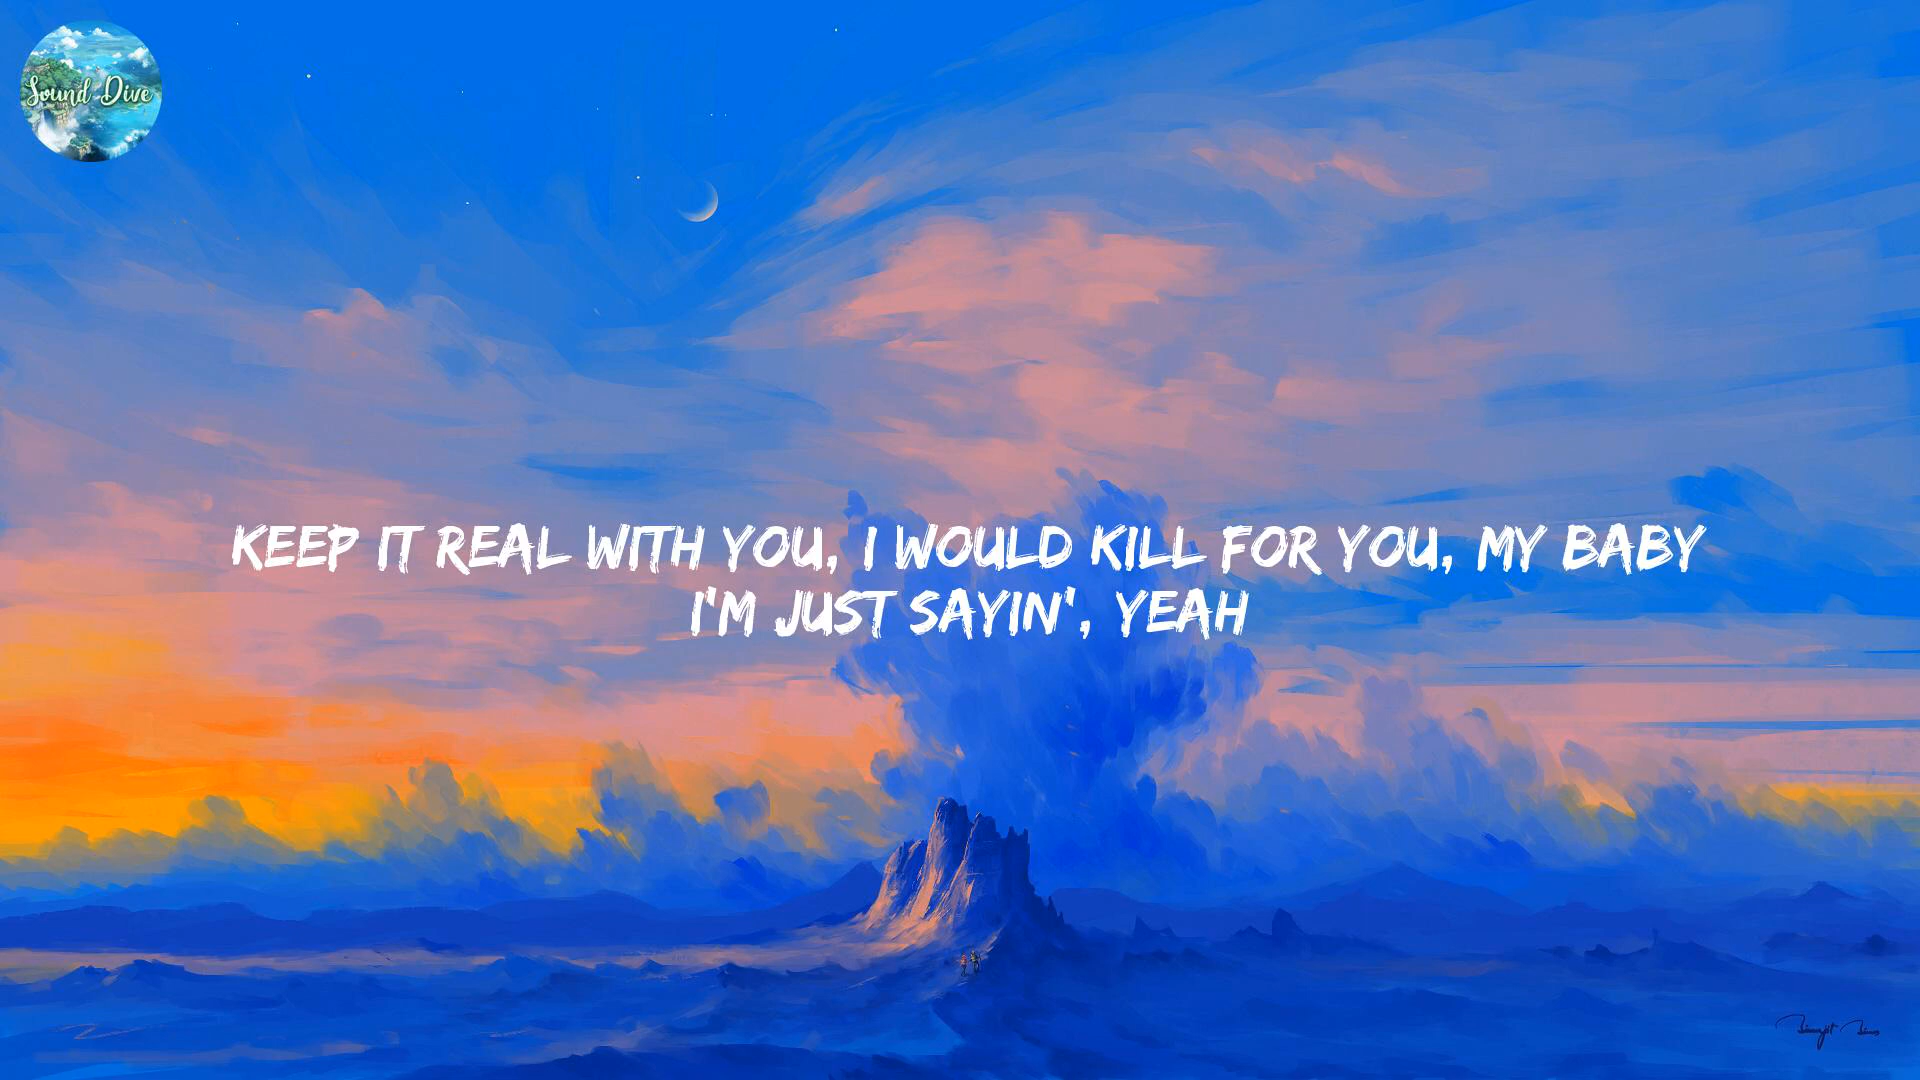 Sound Dive
KEEP IT REAL WITH YOU, I WOULD KILL FOR YOU, MY BABY
I'M JUST SAYIN', YEAH